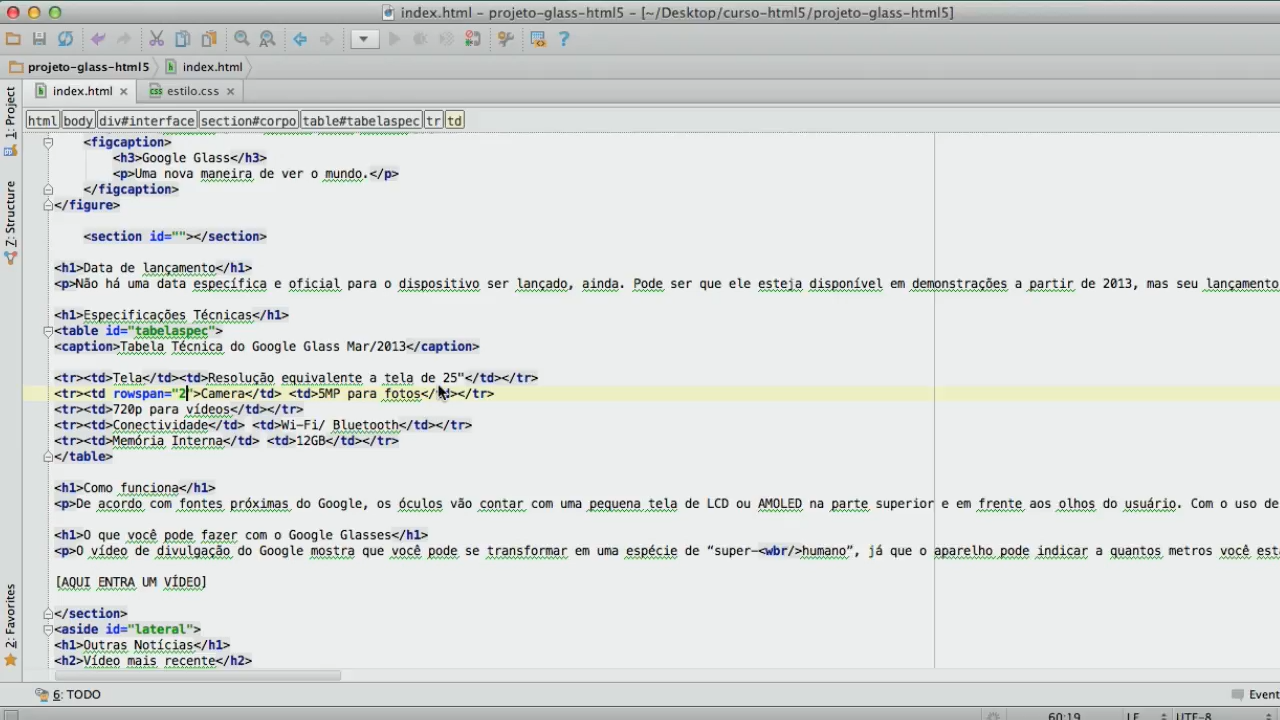 index.html - projeto-glass-html5 - [~/Desktop/curso-html5/projeto-glass-html5]
projeto-glass-html5 index.html
index.html estilo.css
html body div#interface section#corpo table#tabelaspec tr td
1: Project
Z: Structure
2: Favorites
<figcaption>
<h3>Google Glass</h3>
<p>Uma nova maneira de ver o mundo.</p>
</figcaption>
</figure>
<section id=""></section>
<h1>Data de lançamento</h1>
<p>Não há uma data específica e oficial para o dispositivo ser lançado, ainda. Pode ser que ele esteja disponível em demonstrações a partir de 2013, mas seu lançamento
<h1>Especificações Técnicas</h1>
<table id="tabelaspec">
<caption>Tabela Técnica do Google Glass Mar/2013</caption>
<tr><td>Tela</td><td>Resolução equivalente a tela de 25"</td></tr>
<tr><td rowspan="2">Camera</td> <td>5MP para fotos</td></tr>
<tr><td>720p para vídeos</td></tr>
<tr><td>Conectividade</td> <td>Wi-Fi/ Bluetooth</td></tr>
<tr><td>Memória Interna</td> <td>12GB</td></tr>
</table>
<h1>Como funciona</h1>
<p>De acordo com fontes próximas do Google, os óculos vão contar com uma pequena tela de LCD ou AMOLED na parte superior e em frente aos olhos do usuário. Com o uso de
<h1>O que você pode fazer com o Google Glasses</h1>
<p>O vídeo de divulgação do Google mostra que você pode se transformar em uma espécie de “super-<wbr/>humano”, já que o aparelho pode indicar a quantos metros você est
[AQUI ENTRA UM VÍDEO]
</section>
<aside id="lateral">
<h1>Outras Notícias</h1>
<h2>Vídeo mais recente</h2>
6: TODO
Event
60:19 LF UTF-8